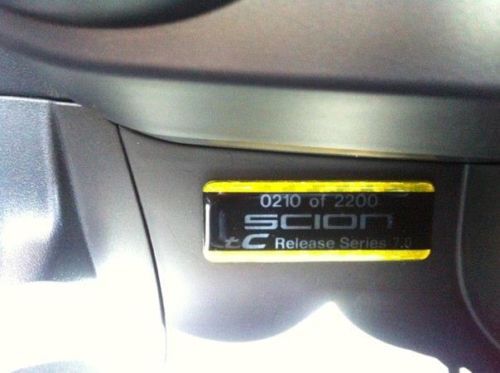 0210 of 2200
SCION
tC Release Series 7.0